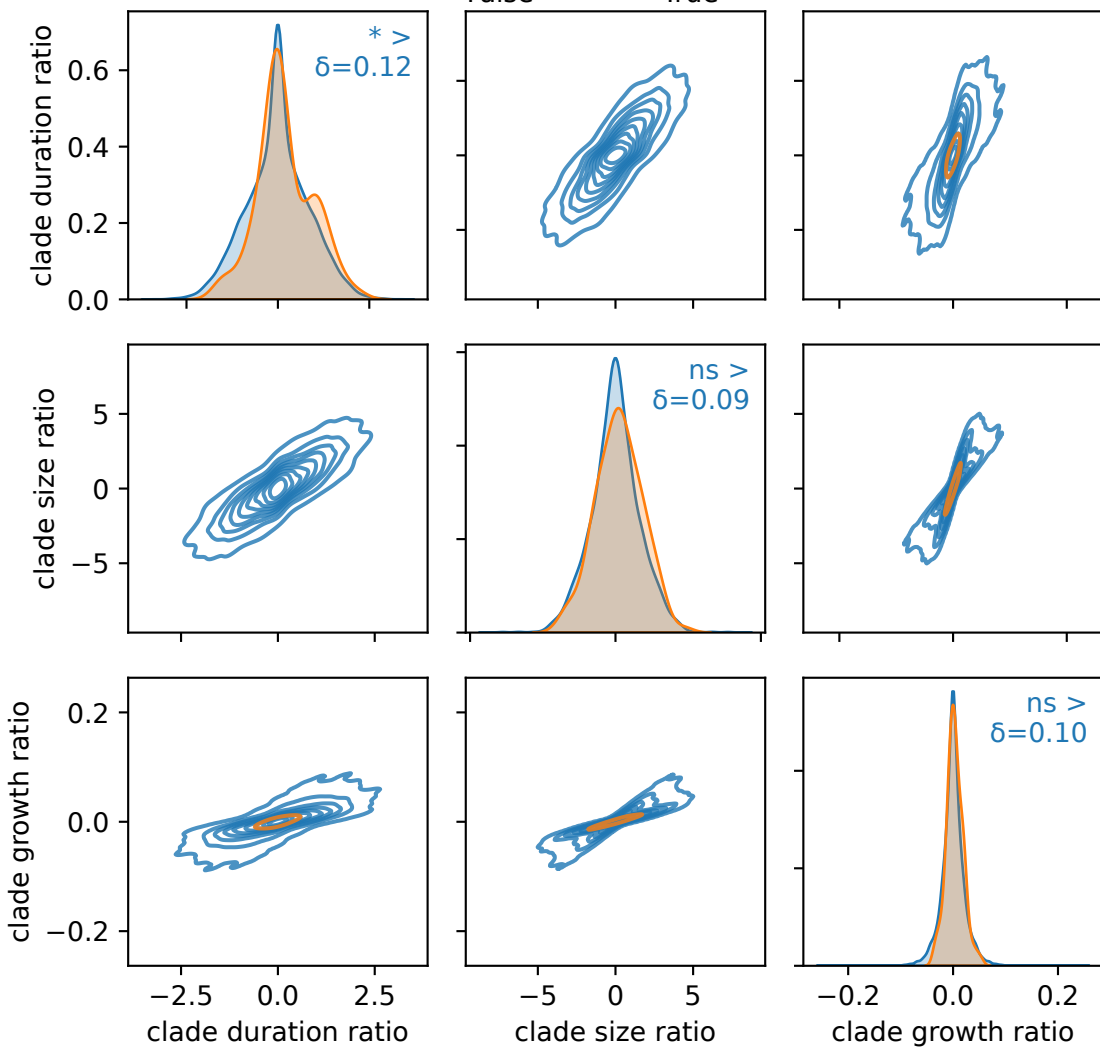 True
clade duration ratio
0.6
0.4
0.2
0.0
* >
δ=0.12
clade size ratio
5
0
−5
ns >
δ=0.09
clade growth ratio
0.2
0.0
−0.2
ns >
δ=0.10
−2.5 0.0 2.5
−5 0 5
−0.2 0.0 0.2
clade duration ratio
clade size ratio
clade growth ratio